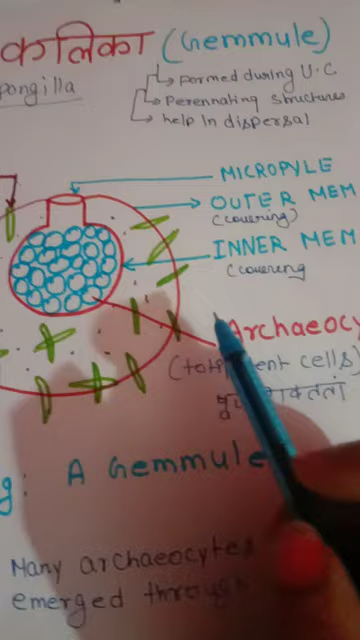 कलिका (Gemmule)
pongilla
Formed during U.C
Perennating structures
help in dispersal
MICROPYLE
OUTER MEM
(covering)
INNER MEM
(covering
Archaeocy
cells)
g: A Gemmule
Many archaeocytes
emerged through